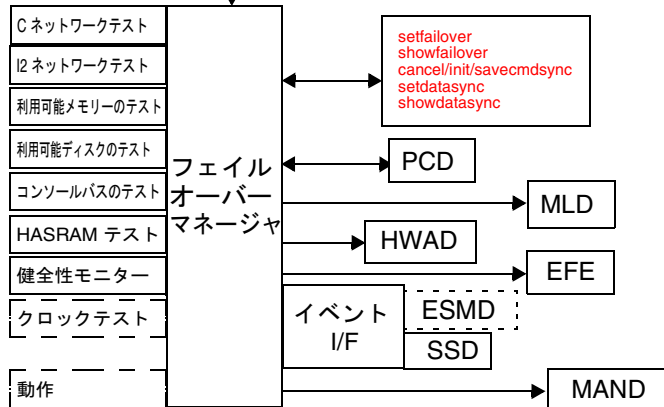 C ネットワークテスト
I2 ネットワークテスト
利用可能メモリーのテスト
利用可能ディスクのテスト
コンソールバスのテスト
HASRAM テスト
健全性モニター
クロックテスト
動作
フェイル
オーバー
マネージャ
setfailover
showfailover
cancel/init/savecmdsync
setdatasync
showdatasync
PCD
MLD
HWAD
EFE
イベント
I/F
ESMD
SSD
MAND